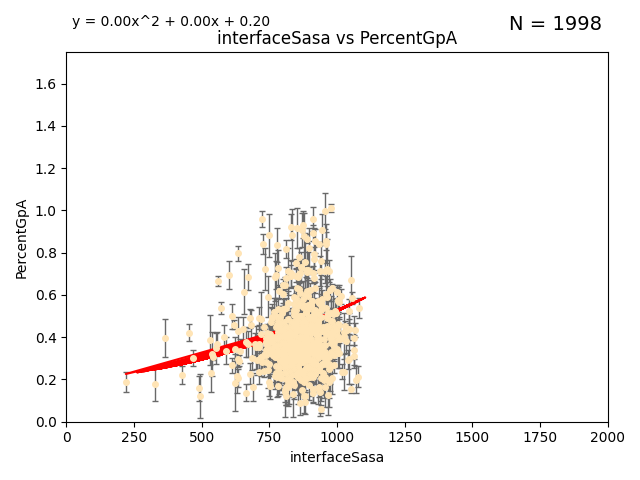 y = 0.00x^2 + 0.00x + 0.20
N = 1998
interfaceSasa vs PercentGpA
PercentGpA
1.6
1.4
1.2
1.0
0.8
0.6
0.4
0.2
0.0
0 250 500 750 1000 1250 1500 1750 2000
interfaceSasa